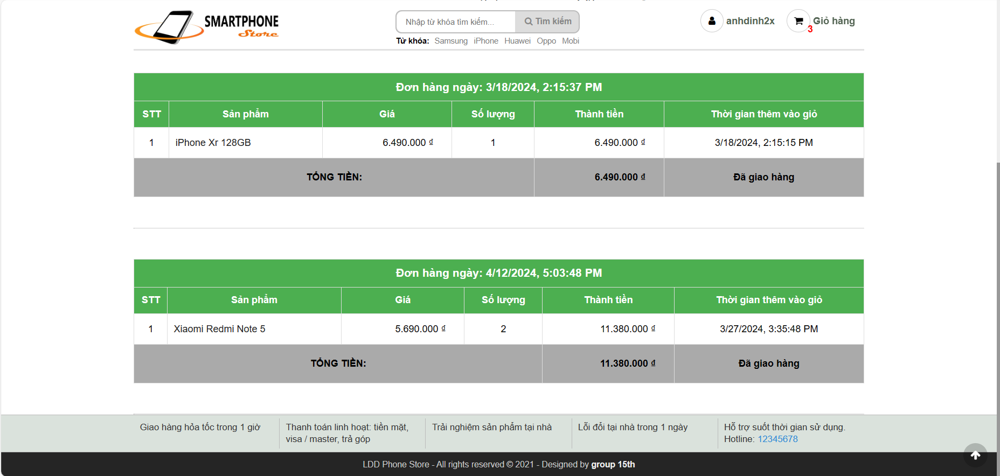 SMARTPHONE
Store
Nhập từ khóa tìm kiếm...
Tìm kiếm
anhdinh2x
Giỏ hàng
3
Từ khóa: Samsung iPhone Huawei Oppo Mobi
Đơn hàng ngày: 3/18/2024, 2:15:37 PM
STT Sản phẩm Giá Số lượng Thành tiền Thời gian thêm vào giỏ
1 iPhone Xr 128GB 6.490.000 ₫ 1 6.490.000 ₫ 3/18/2024, 2:15:15 PM
TỔNG TIỀN: 6.490.000 ₫ Đã giao hàng
Đơn hàng ngày: 4/12/2024, 5:03:48 PM
STT Sản phẩm Giá Số lượng Thành tiền Thời gian thêm vào giỏ
1 Xiaomi Redmi Note 5 5.690.000 ₫ 2 11.380.000 ₫ 3/27/2024, 3:35:48 PM
TỔNG TIỀN: 11.380.000 ₫ Đã giao hàng
Giao hàng hỏa tốc trong 1 giờ
Thanh toán linh hoạt: tiền mặt,
visa / master, trả góp
Trải nghiệm sản phẩm tại nhà
Lỗi đổi tại nhà trong 1 ngày
Hỗ trợ suốt thời gian sử dụng.
Hotline: 12345678
LDD Phone Store - All rights reserved © 2021 - Designed by group 15th